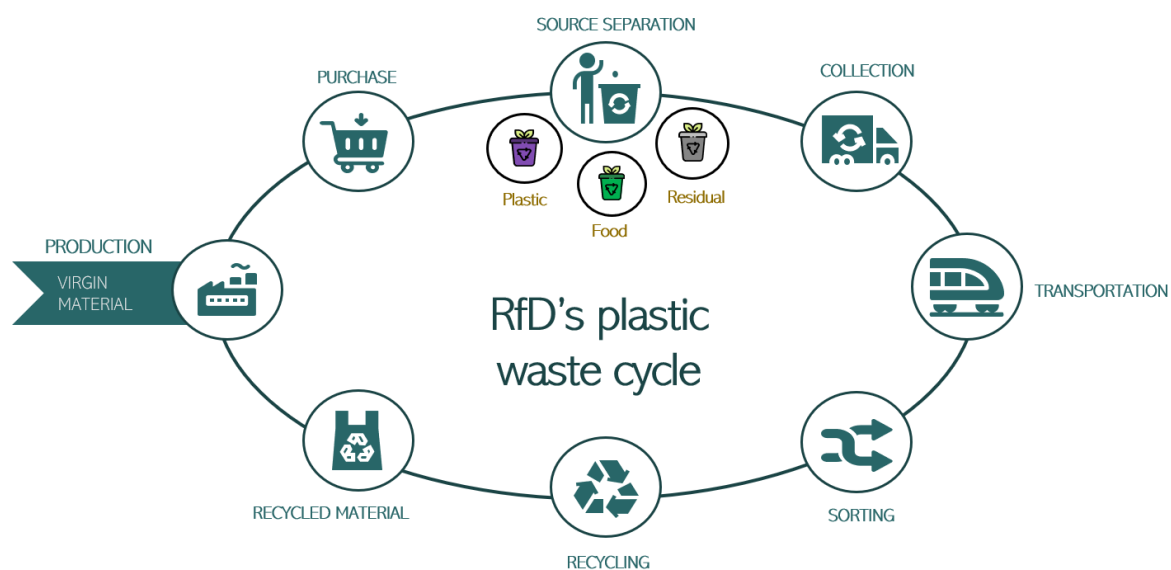 SOURCE SEPARATION
PURCHASE
COLLECTION
Plastic
Food
Residual
PRODUCTION
VIRGIN
MATERIAL
TRANSPORTATION
RfD's plastic
waste cycle
RECYCLED MATERIAL
RECYCLING
SORTING